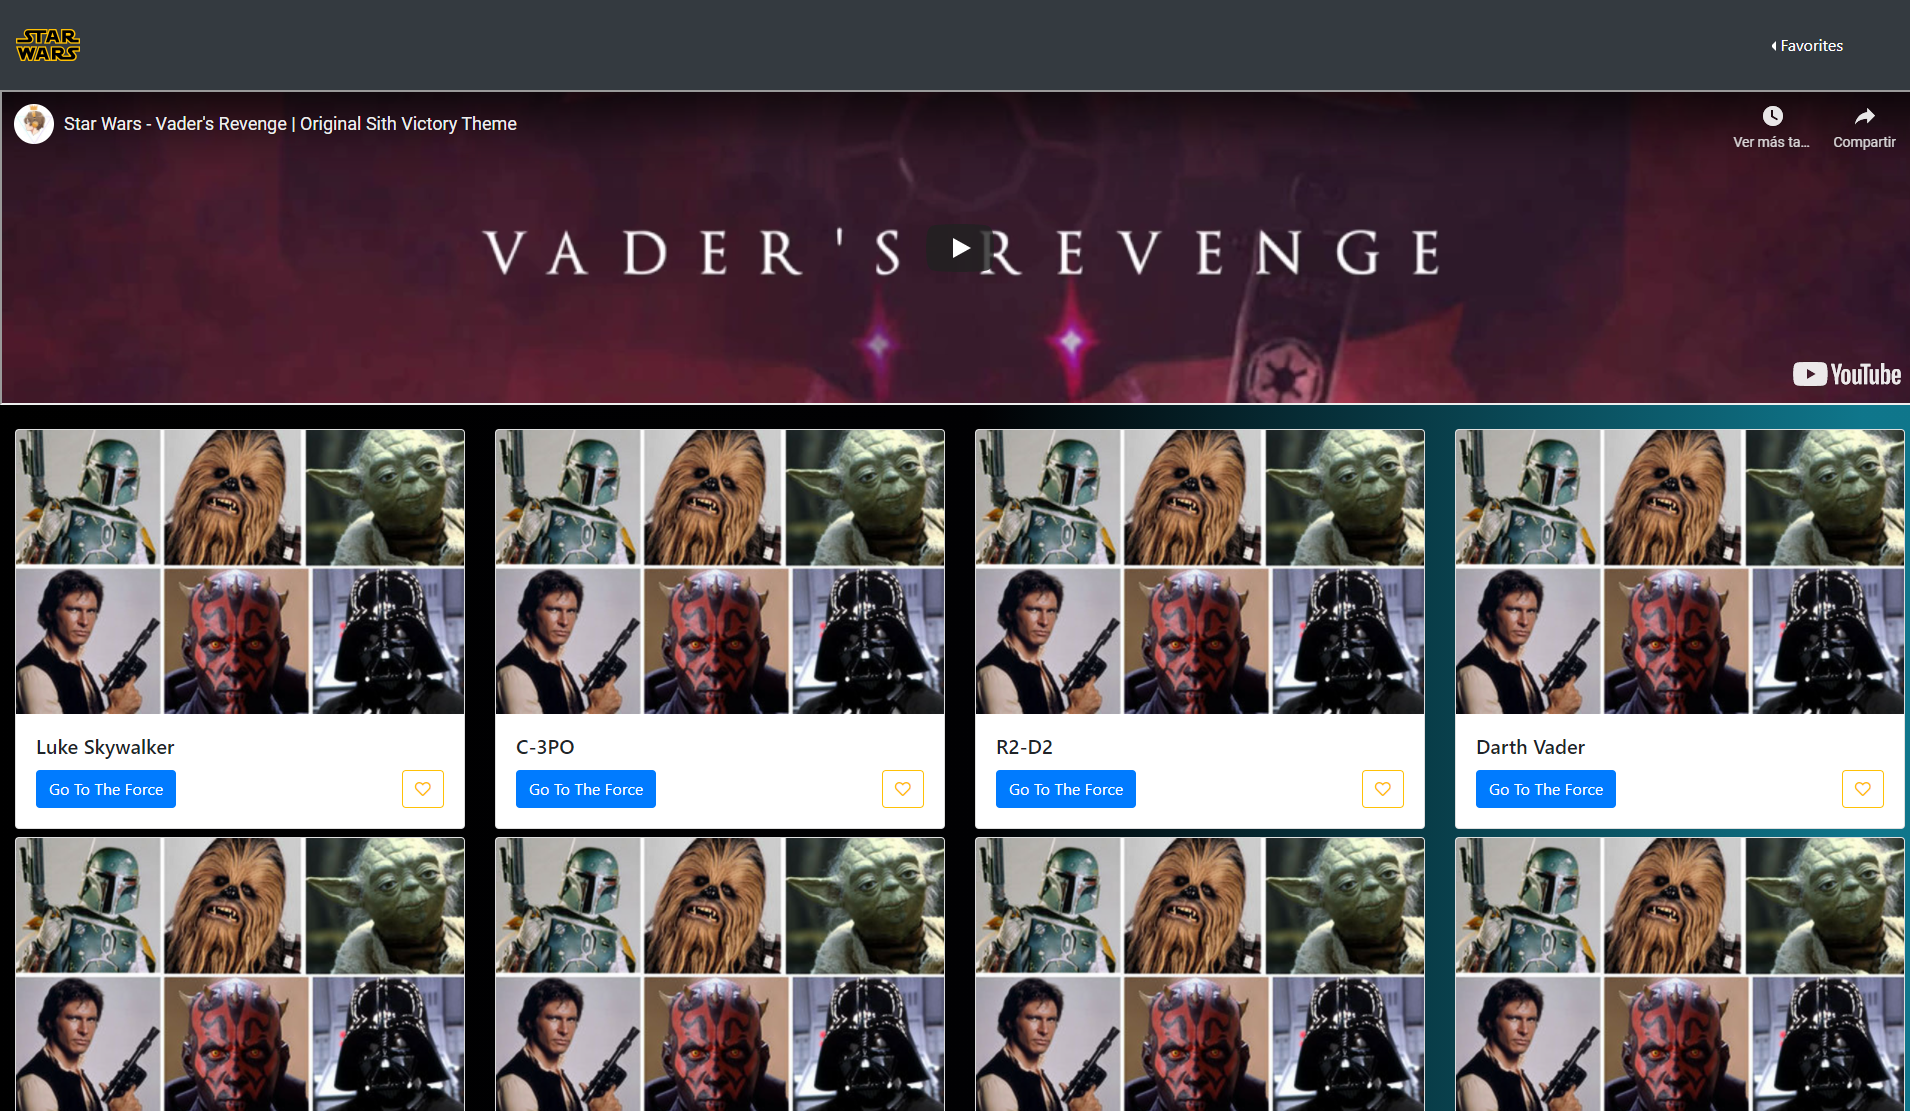 STAR
WARS
Favorites
Star Wars - Vader's Revenge | Original Sith Victory Theme
Ver más ta...
Compartir
VADER'S REVENGE
YouTube
Luke Skywalker
Go To The Force
C-3PO
Go To The Force
R2-D2
Go To The Force
Darth Vader
Go To The Force